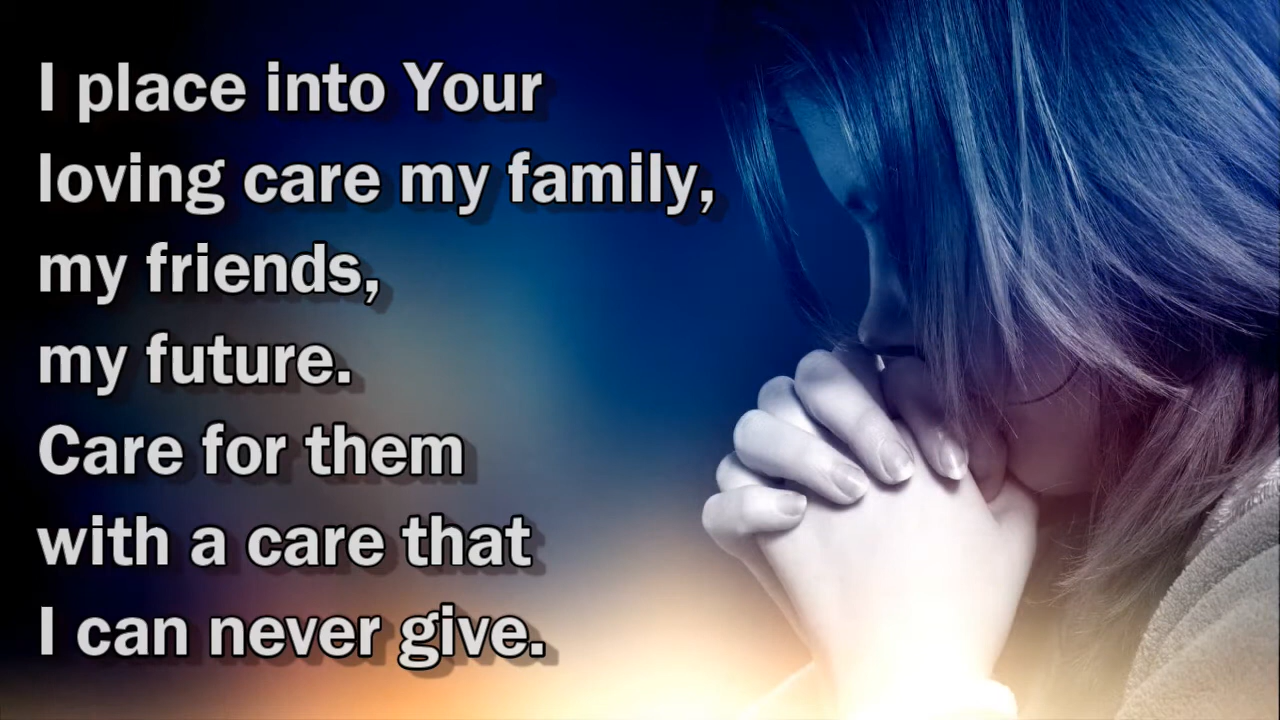 I place into Your
loving care my family,
my friends,
my future.
Care for them
with a care that
I can never give.